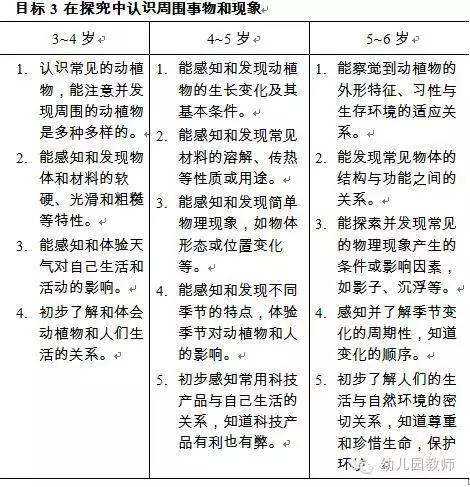 目标 3 在探究中认识周围事物和现象
3~4 岁
1. 认识常见的动植
物，能注意并发
现周围的动植物
是多种多样的。
2. 能感知和发现物
体和材料的软
硬、光滑和粗糙
等特性。
3. 能感知和体验天
气对自己生活和
活动的影响。
4. 初步了解和体会
动植物和人们生
活的关系。
4~5 岁
1. 能感知和发现动植
物的生长变化及其
基本条件。
2. 能感知和发现常见
材料的溶解、传热
等性质或用途。
3. 能感知和发现简单
物理现象，如物体
形态或位置变化
等。
4. 能感知和发现不同
季节的特点，体验
季节对动植物和人
的影响。
5. 初步感知常用科技
产品与自己生活的
关系，知道科技产
品有利也有弊。
5~6 岁
1. 能察觉到动植物的
外形特征、习性与
生存环境的适应关
系。
2. 能发现常见物体的
结构与功能之间的
关系。
3. 能探索并发现常见
的物理现象产生的
条件或影响因素，
如影子、沉浮等。
4. 感知并了解季节变
化的周期性，知道
变化的顺序。
5. 初步了解人们的生
活与自然环境的密
切关系，知道尊重
和珍惜生命，保护
环境
幼儿园教师